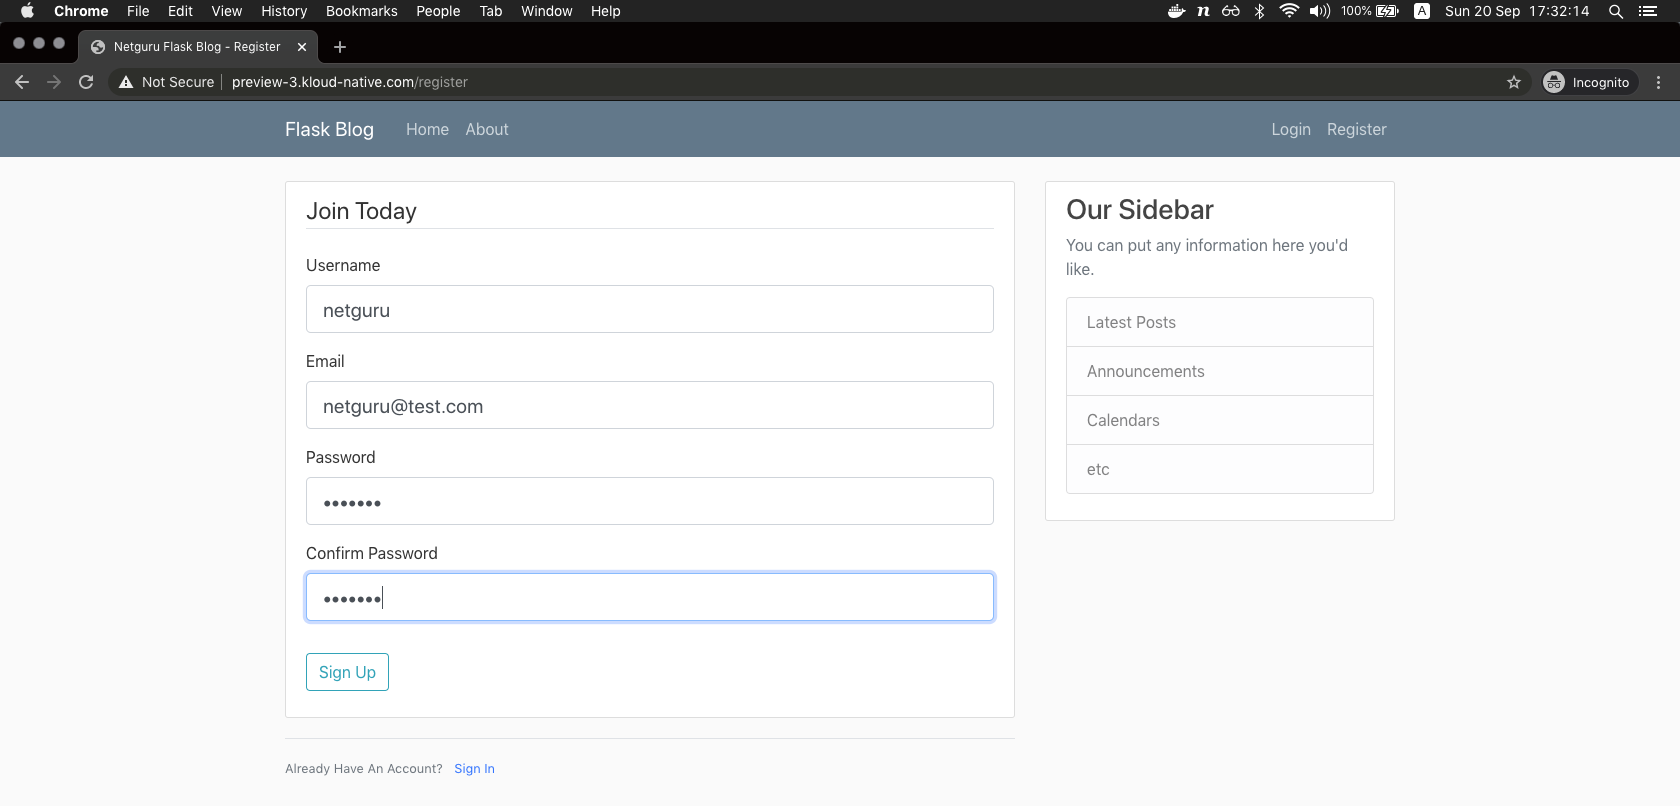 Chrome File Edit View History Bookmarks People Tab Window Help 100% A Sun 20 Sep 17:32:14
Netguru Flask Blog - Register
Not Secure preview-3.kloud-native.com/register Incognito
Flask Blog Home About Login Register
Join Today
Username
netguru
Email
netguru@test.com
Password
•••••••
Confirm Password
•••••••
Sign Up
Already Have An Account? Sign In
Our Sidebar
You can put any information here you'd
like.
Latest Posts
Announcements
Calendars
etc